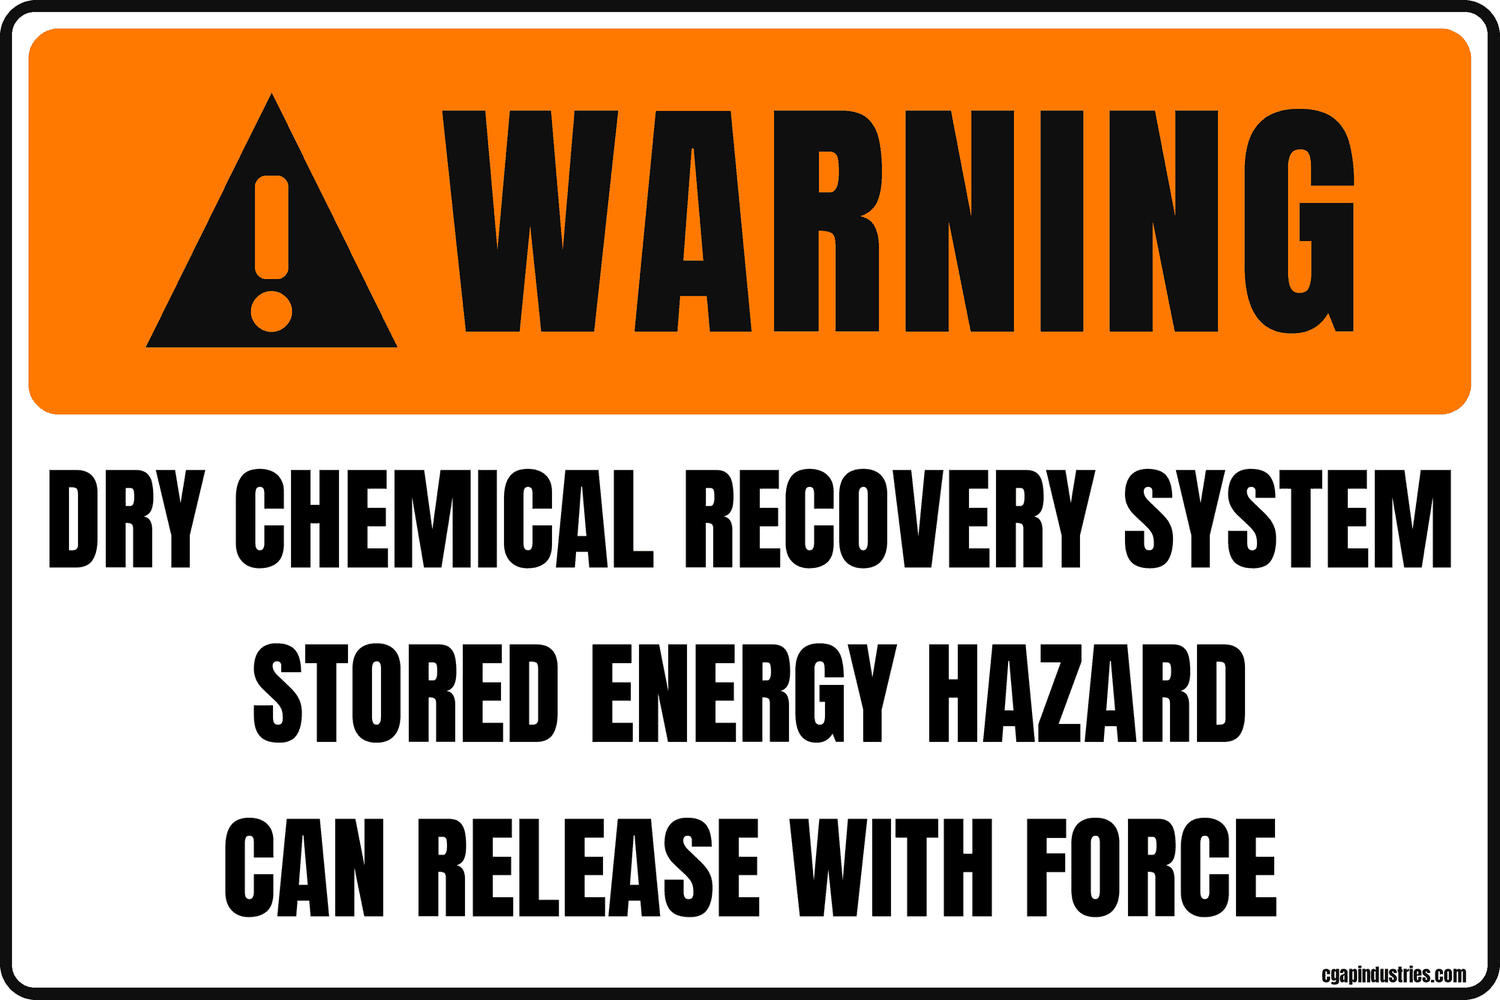 WARNING
DRY CHEMICAL RECOVERY SYSTEM
STORED ENERGY HAZARD
CAN RELEASE WITH FORCE
cgapindustries.com